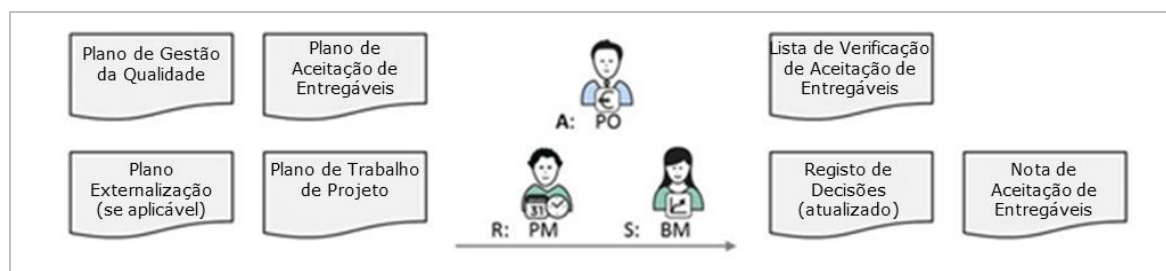 Plano de Gestão
da Qualidade
Plano de
Aceitação de
Entregáveis
A: PO
Lista de Verificação
de Aceitação de
Entregáveis
Plano
Externalização
(se aplicável)
Plano de Trabalho
de Projeto
31
R: PM
S: BM
Registo de
Decisões
(atualizado)
Nota de
Aceitação de
Entregáveis